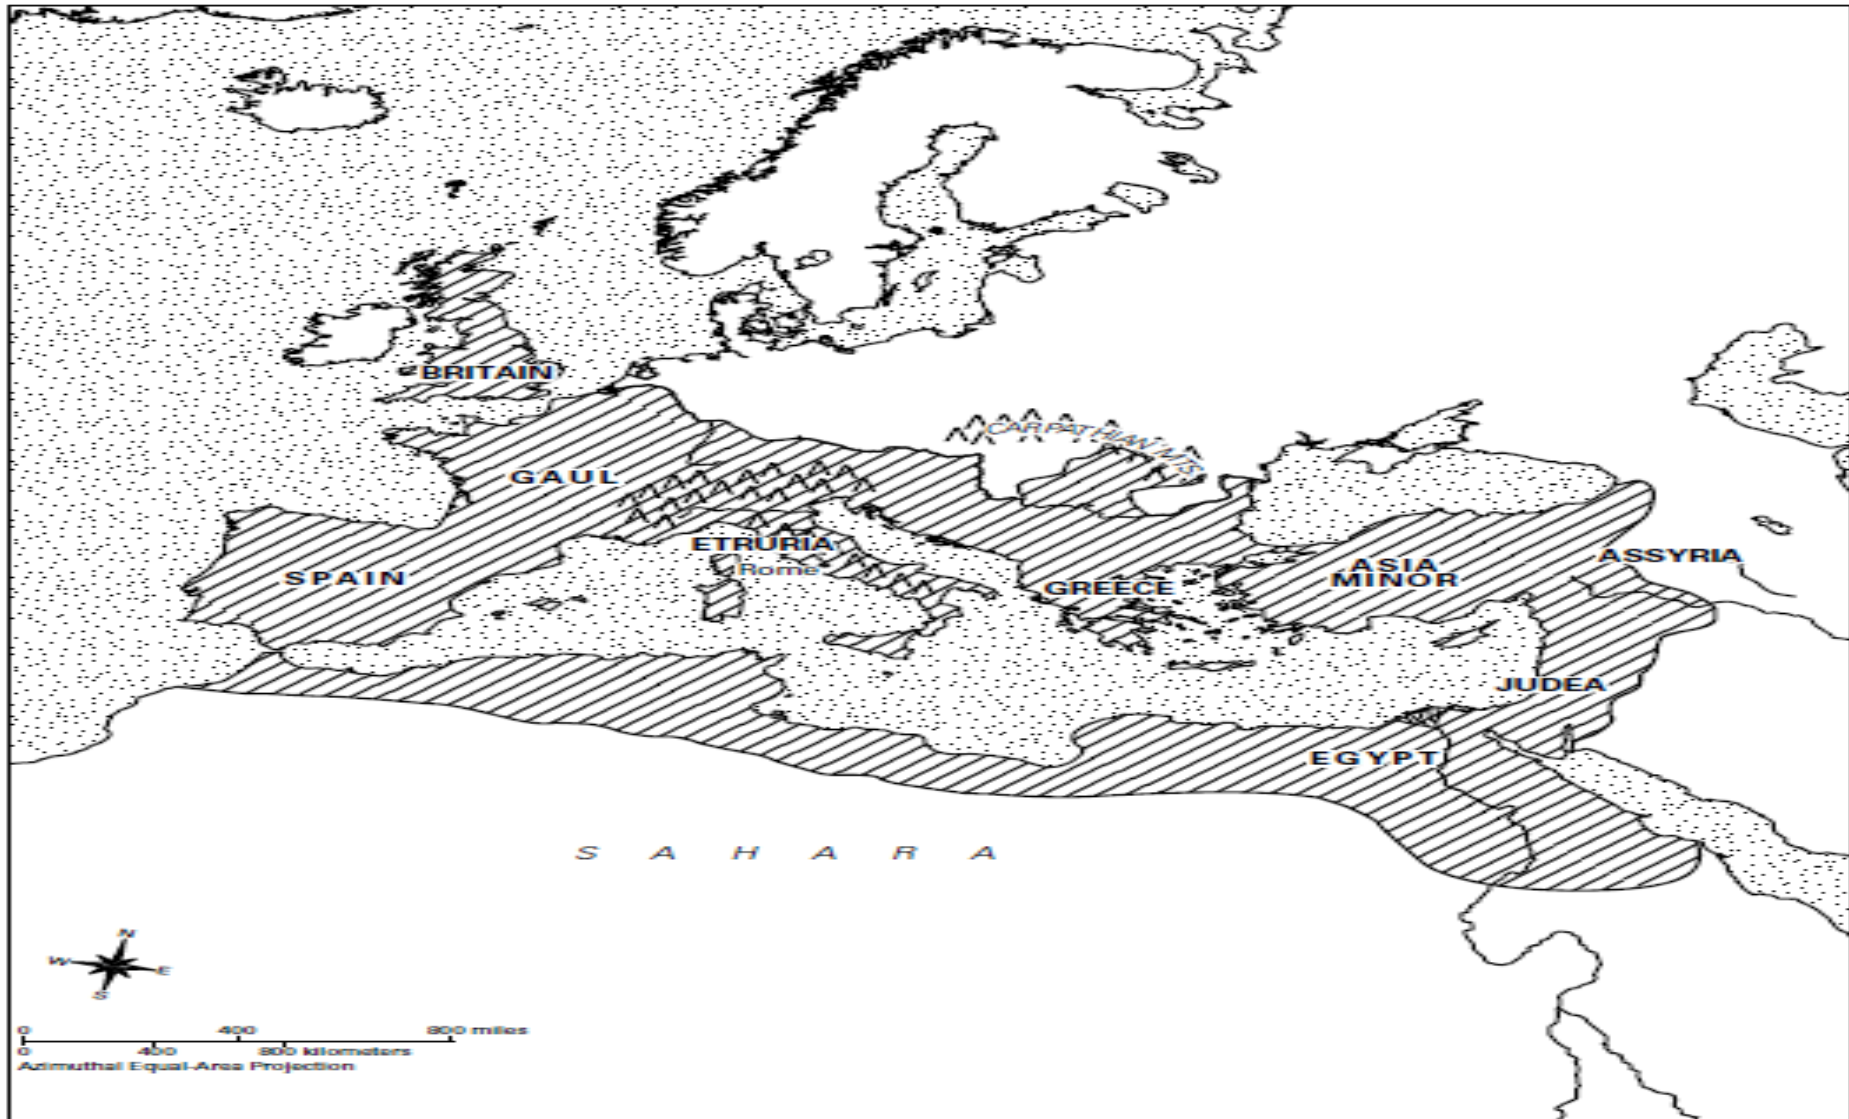 BRITAIN
CARPATHIAN MTS.
GAUL
ETRURIA
Rome
SPAIN
GREECE
ASIA
MINOR
ASSYRIA
JUDEA
EGYPT
SAHARA
N
W
E
S
0 400 800 miles
0 400 800 kilometers
Azimuthal Equal-Area Projection